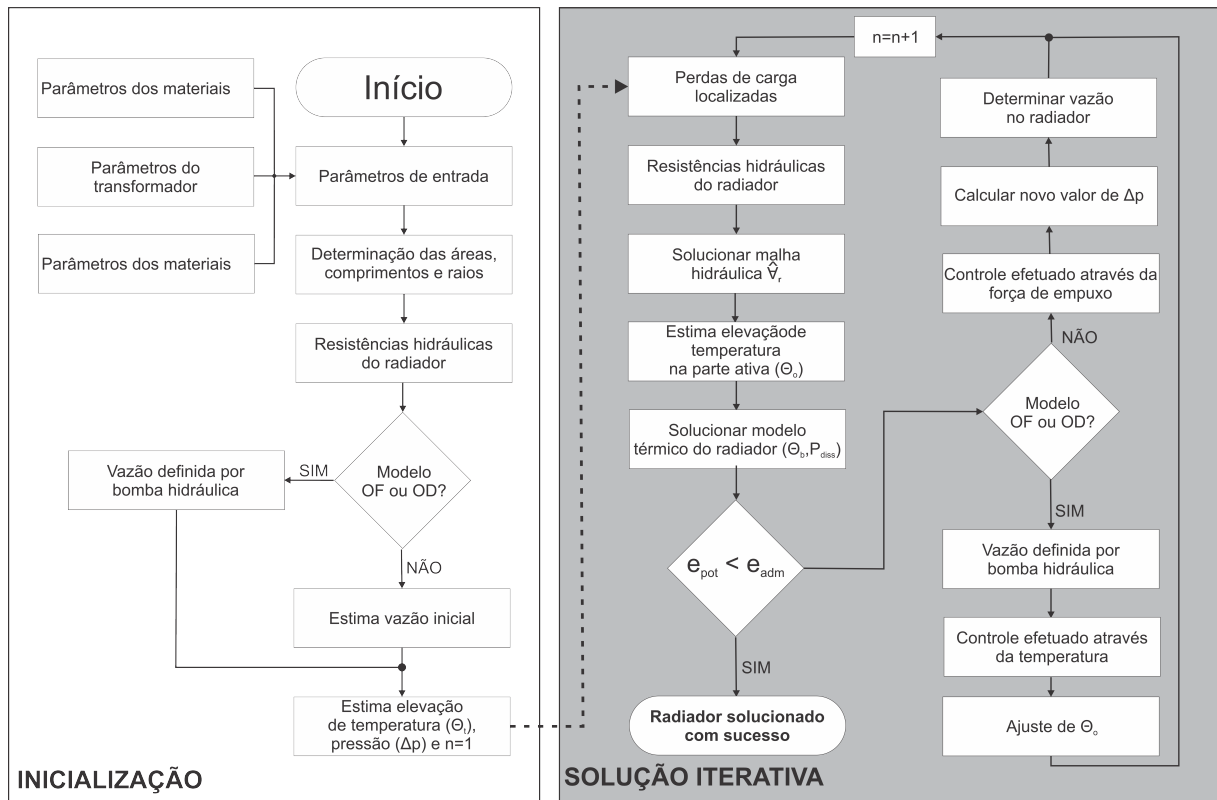 Início
Parâmetros dos materiais
Parâmetros do
transformador
Parâmetros dos materiais
Parâmetros de entrada
Determinação das áreas,
comprimentos e raios
Resistências hidráulicas
do radiador
Modelo
OF ou OD?
SIM
Vazão definida por
bomba hidráulica
NÃO
Estima vazão inicial
Estima elevação
de temperatura (Θt),
pressão (Δp) e n=1
INICIALIZAÇÃO
n=n+1
Perdas de carga
localizadas
Resistências hidráulicas
do radiador
Solucionar malha
hidráulica V̂r
Estima elevaçãode
temperatura
na parte ativa (Θo)
Solucionar modelo
térmico do radiador (Θb,Pdiss)
epot < eadm
SIM
Radiador solucionado
com sucesso
Determinar vazão
no radiador
Calcular novo valor de Δp
Controle efetuado através da
força de empuxo
NÃO
Modelo
OF ou OD?
SIM
Vazão definida por
bomba hidráulica
Controle efetuado através
da temperatura
Ajuste de Θo
SOLUÇÃO ITERATIVA